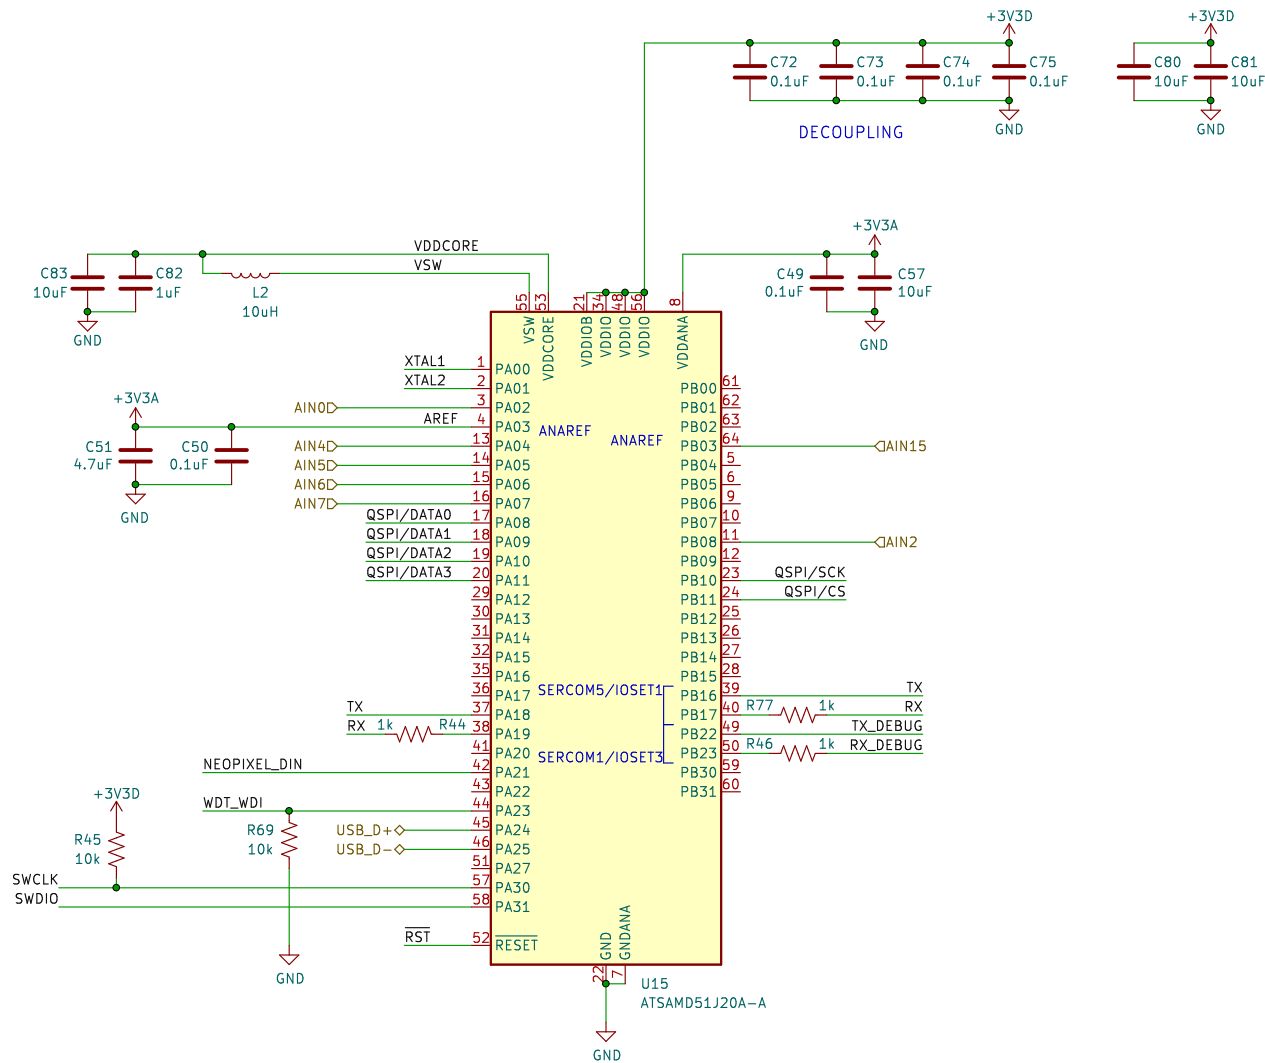 +3V3D +3V3D
C72 C73 C74 C75 C80 C81
0.1uF 0.1uF 0.1uF 0.1uF 10uF 10uF
GND GND
DECOUPLING
+3V3A
VDDCORE
VSW
C83 C82 C49 C57
10uF 1uF 0.1uF 10uF
L2
10uH
GND GND
55 53 21 34 48 56 8
VSW VDDCORE VDDIOB VDDIO VDDIO VDDIO VDDANA
XTAL1 1 PA00
XTAL2 2 PA01 PB00 61
+3V3A
AIN0 3 PA02 PB01 62
AREF 4 PA03 PB02 63
ANAREF ANAREF
C51 C50
4.7uF 0.1uF
GND
AIN4 13 PA04 PB03 64 AIN15
AIN5 14 PA05 PB04 5
AIN6 15 PA06 PB05 6
AIN7 16 PA07 PB06 9
QSPI/DATA0 17 PA08 PB07 10
QSPI/DATA1 18 PA09 PB08 11 AIN2
QSPI/DATA2 19 PA10 PB09 12
QSPI/DATA3 20 PA11 PB10 23 QSPI/SCK
29 PA12 PB11 24 QSPI/CS
30 PA13 PB12 25
31 PA14 PB13 26
32 PA15 PB14 27
35 PA16 PB15 28
SERCOM5/IOSET1
36 PA17 PB16 39 TX
TX 37 PA18 PB17 40 R77 1k RX
RX 1k R44 38 PA19 PB22 49 TX_DEBUG
41 PA20 PB23 50 R46 1k RX_DEBUG
SERCOM1/IOSET3
NEOPIXEL_DIN 42 PA21 PB30 59
43 PA22 PB31 60
+3V3D
WDT_WDI 44 PA23
R69
10k
USB_D+ 45 PA24
R45
10k
USB_D- 46 PA25
51 PA27
SWCLK 57 PA30
SWDIO 58 PA31
RST 52 RESET
GND
GND GNDANA
22 7
U15
ATSAMD51J20A-A
GND